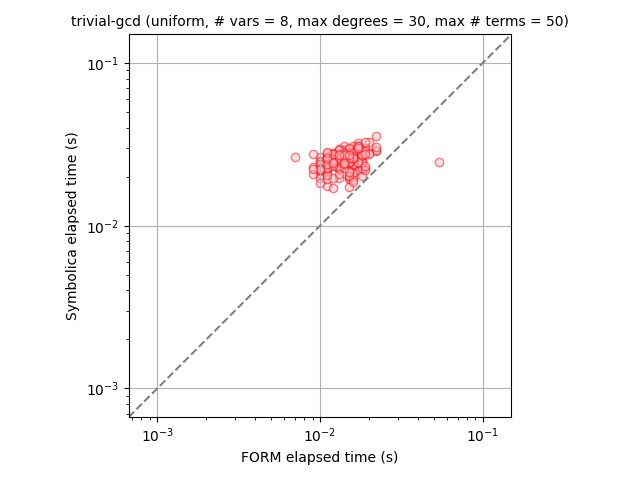 trivial-gcd (uniform, # vars = 8, max degrees = 30, max # terms = 50)
10⁻¹
10⁻²
10⁻³
Symbolica elapsed time (s)
10⁻³
10⁻²
10⁻¹
FORM elapsed time (s)